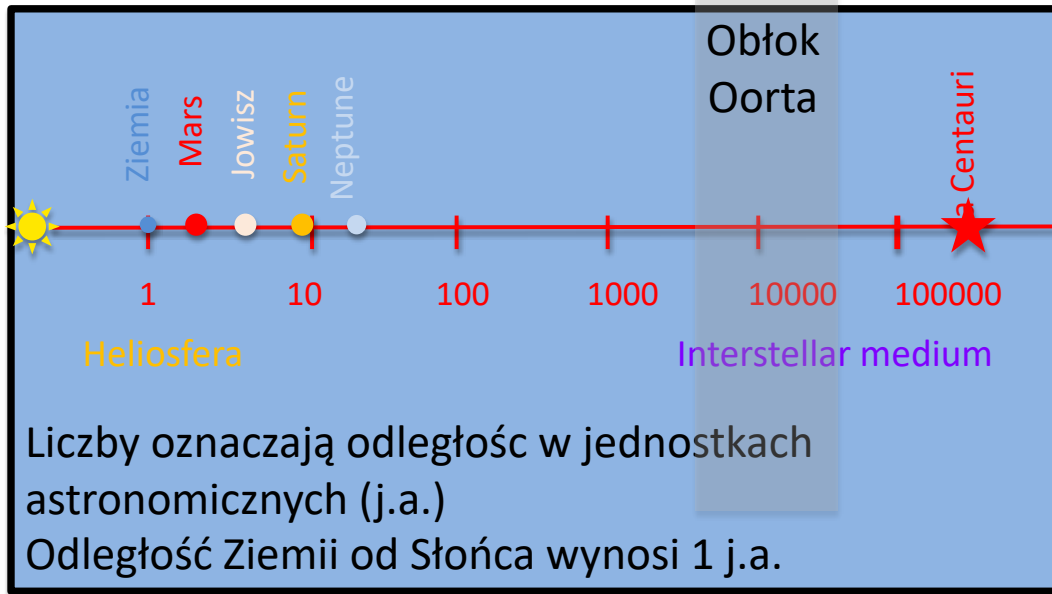 Obłok
Oorta
Ziemia
Mars
Jowisz
Saturn
Neptune
a Centauri
1 10 100 1000 10000 100000
Heliosfera Interstellar medium
Liczby oznaczają odległośc w jednostkach
astronomicznych (j.a.)
Odległość Ziemii od Słońca wynosi 1 j.a.